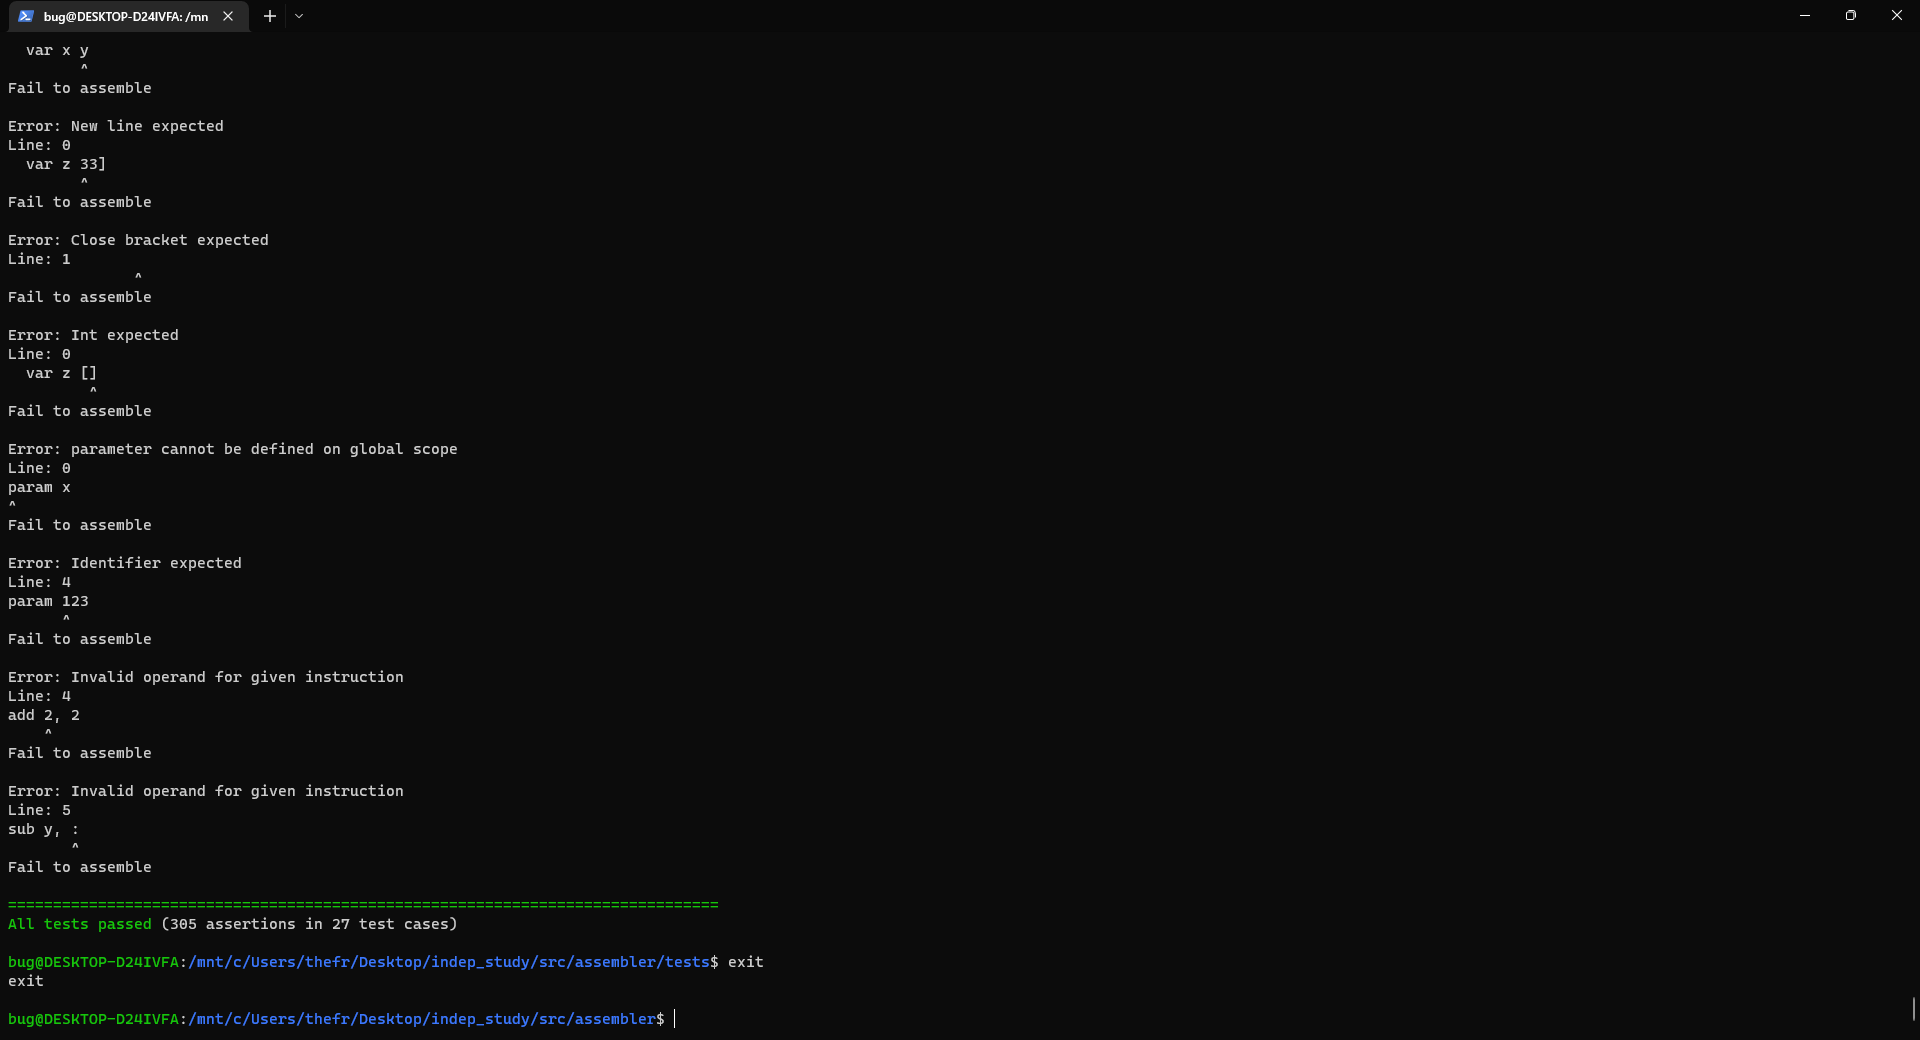 bug@DESKTOP-D24IVFA: /mn
  var x y
        ^
Fail to assemble
Error: New line expected
Line: 0
  var z 33]
        ^
Fail to assemble
Error: Close bracket expected
Line: 1
              ^
Fail to assemble
Error: Int expected
Line: 0
  var z []
         ^
Fail to assemble
Error: parameter cannot be defined on global scope
Line: 0
param x
^
Fail to assemble
Error: Identifier expected
Line: 4
param 123
      ^
Fail to assemble
Error: Invalid operand for given instruction
Line: 4
add 2, 2
    ^
Fail to assemble
Error: Invalid operand for given instruction
Line: 5
sub y, :
       ^
Fail to assemble
===============================================================================
All tests passed (305 assertions in 27 test cases)
bug@DESKTOP-D24IVFA:/mnt/c/Users/thefr/Desktop/indep_study/src/assembler/tests$ exit
exit
bug@DESKTOP-D24IVFA:/mnt/c/Users/thefr/Desktop/indep_study/src/assembler$